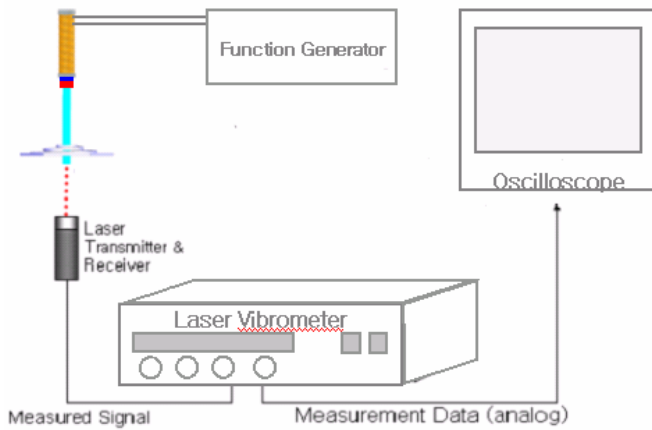 Function Generator
Oscilloscope
Laser
Transmitter &
Receiver
Laser Vibrometer
Measured Signal
Measurement Data (analog)